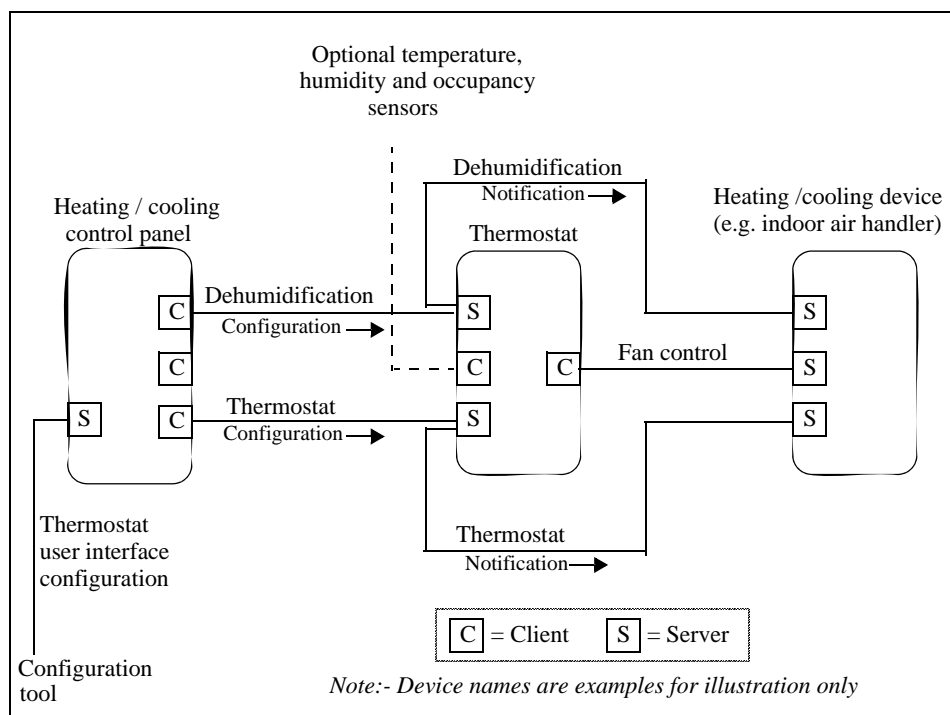 Optional temperature,
humidity and occupancy
sensors
Dehumidification
Notification
Heating / cooling
control panel
Thermostat
Heating /cooling device
(e.g. indoor air handler)
C
Dehumidification
Configuration
S
S
C
C
C
Fan control
S
S
C
Thermostat
Configuration
S
S
Thermostat
user interface
configuration
Thermostat
Notification
C = Client
S = Server
Configuration
tool
Note:- Device names are examples for illustration only